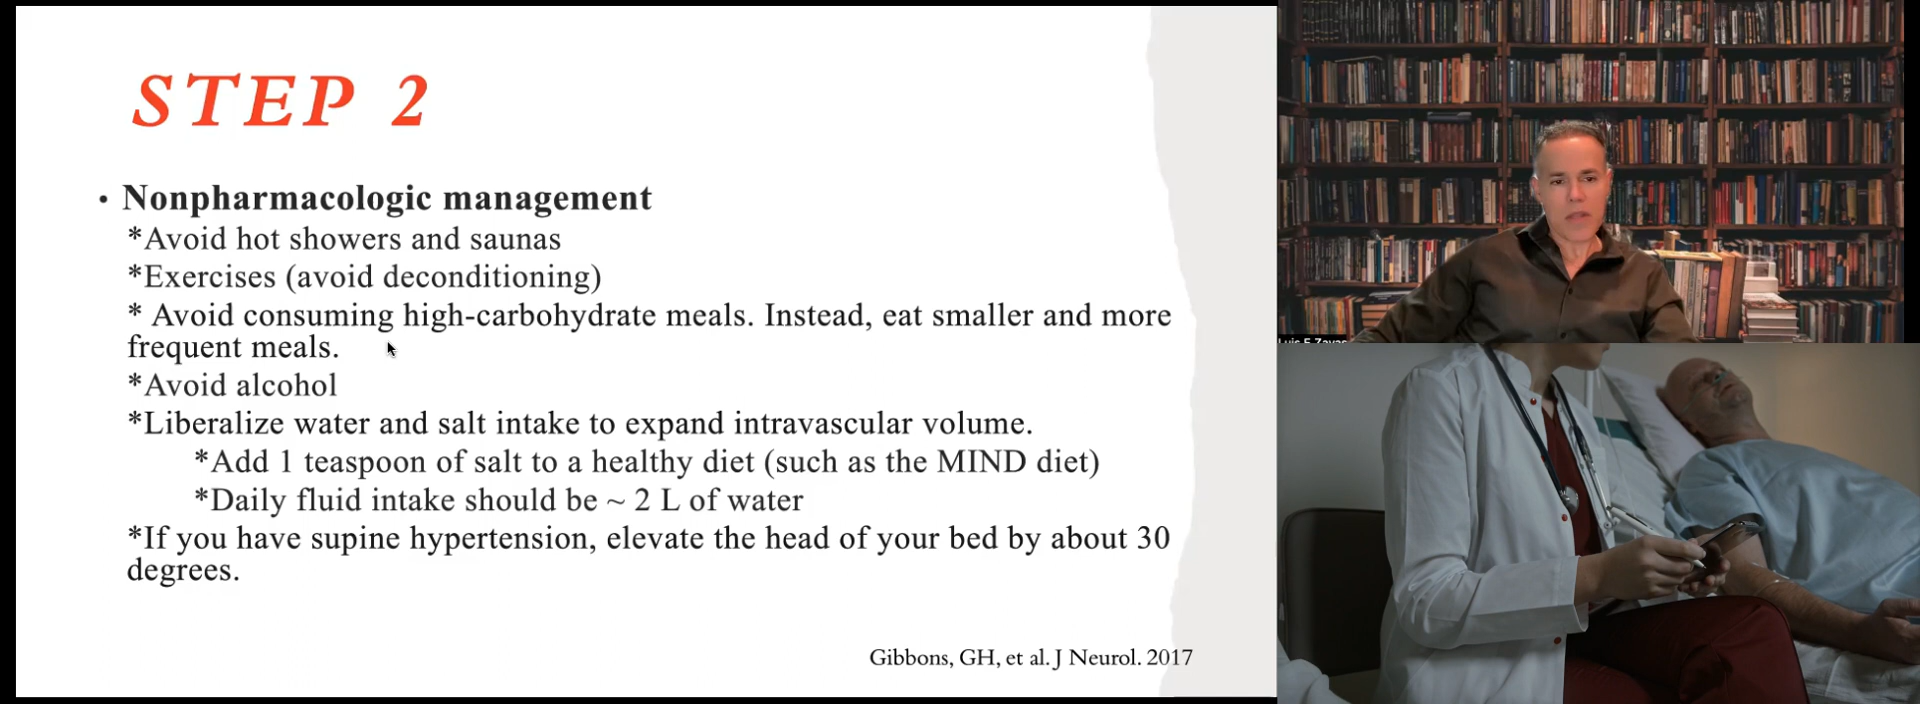 STEP 2
• Nonpharmacologic management
*Avoid hot showers and saunas
*Exercises (avoid deconditioning)
* Avoid consuming high-carbohydrate meals. Instead, eat smaller and more
frequent meals.
*Avoid alcohol
*Liberalize water and salt intake to expand intravascular volume.
*Add 1 teaspoon of salt to a healthy diet (such as the MIND diet)
*Daily fluid intake should be ~ 2 L of water
*If you have supine hypertension, elevate the head of your bed by about 30
degrees.
Gibbons, GH, et al. J Neurol. 2017
Luis F Zayas